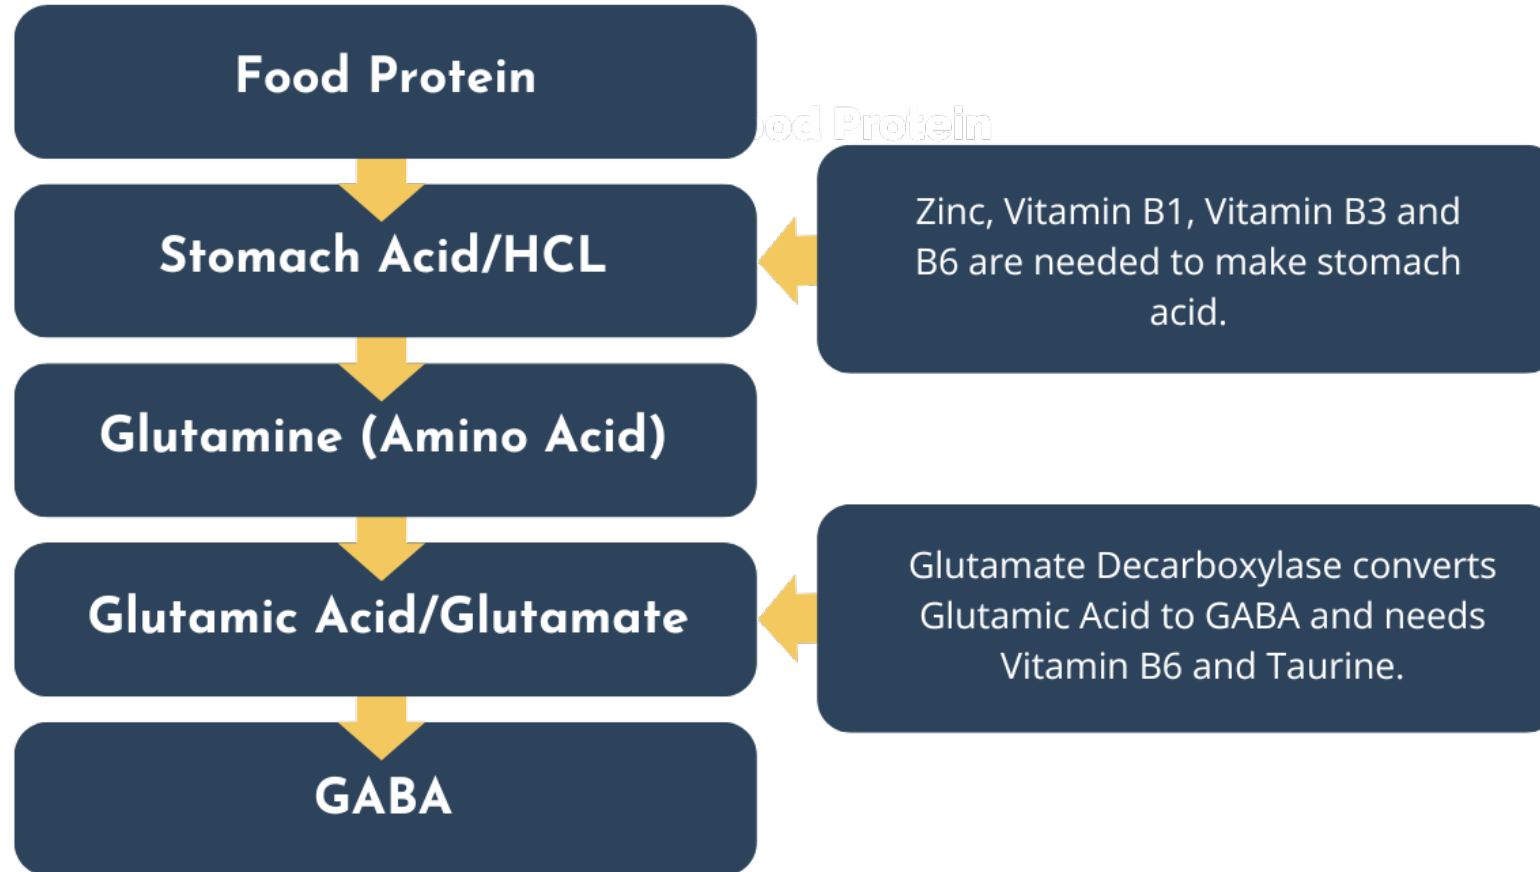 Food Protein
ood Protein
Stomach Acid/HCL
Zinc, Vitamin B1, Vitamin B3 and
B6 are needed to make stomach
acid.
Glutamine (Amino Acid)
Glutamic Acid/Glutamate
Glutamate Decarboxylase converts
Glutamic Acid to GABA and needs
Vitamin B6 and Taurine.
GABA